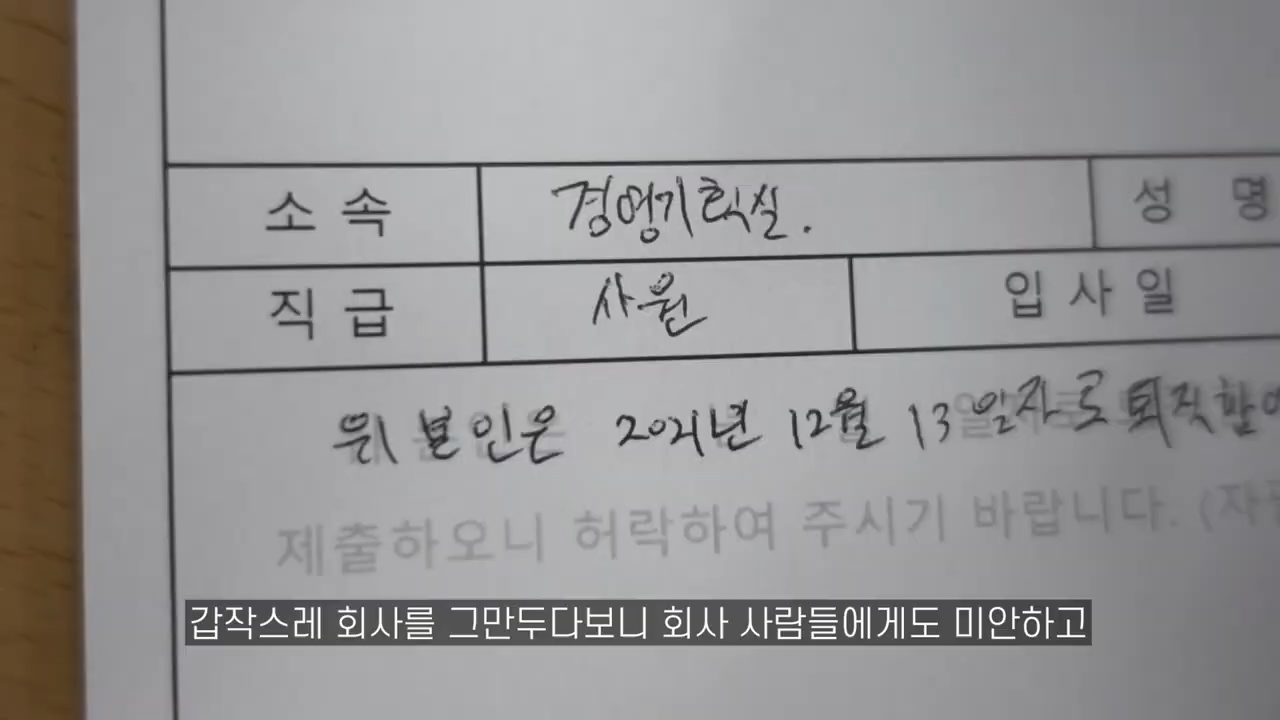 소 속 경영기획실. 성 명
직 급 사원 입 사 일
위 본인은 2021년 12월 13일자로 퇴직함에
제출하오니 허락하여 주시기 바랍니다. (자필
갑작스레 회사를 그만두다보니 회사 사람들에게도 미안하고